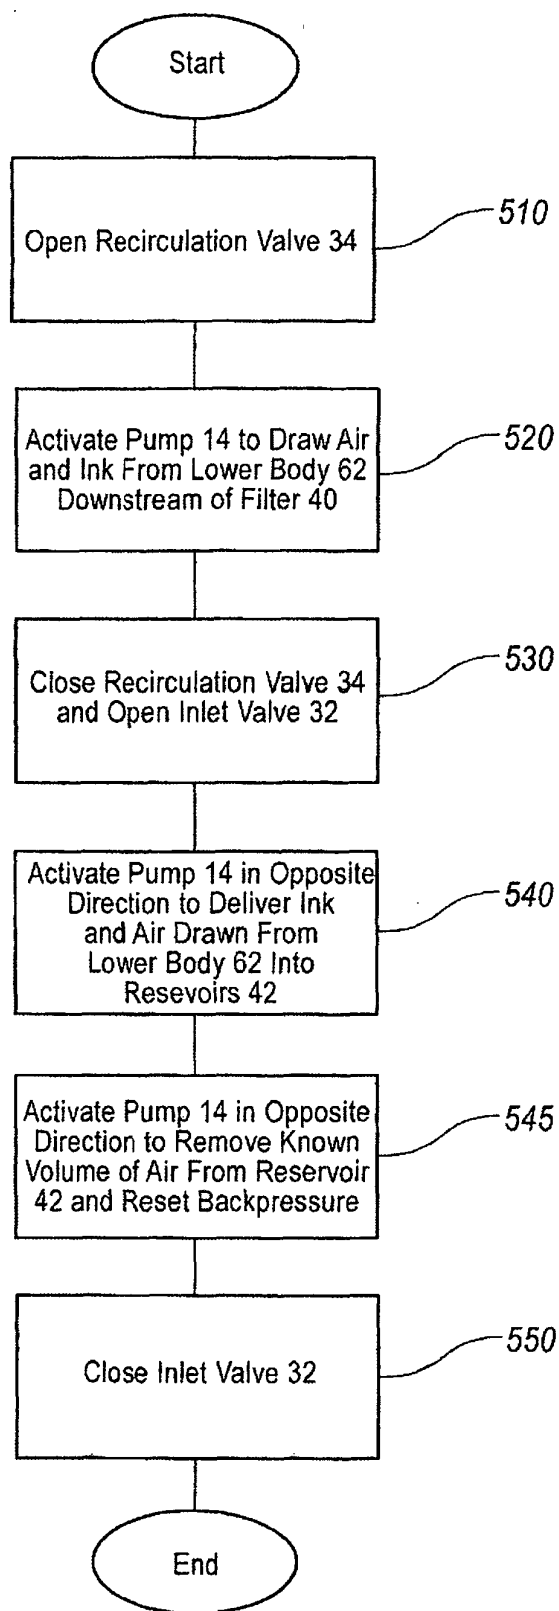 Start
Open Recirculation Valve 34
510
Activate Pump 14 to Draw Air
and Ink From Lower Body 62
Downstream of Filter 40
520
Close Recirculation Valve 34
and Open Inlet Valve 32
530
Activate Pump 14 in Opposite
Direction to Deliver Ink
and Air Drawn From
Lower Body 62 Into
Resevoirs 42
540
Activate Pump 14 in Opposite
Direction to Remove Known
Volume of Air From Reservoir
42 and Reset Backpressure
545
Close Inlet Valve 32
550
End